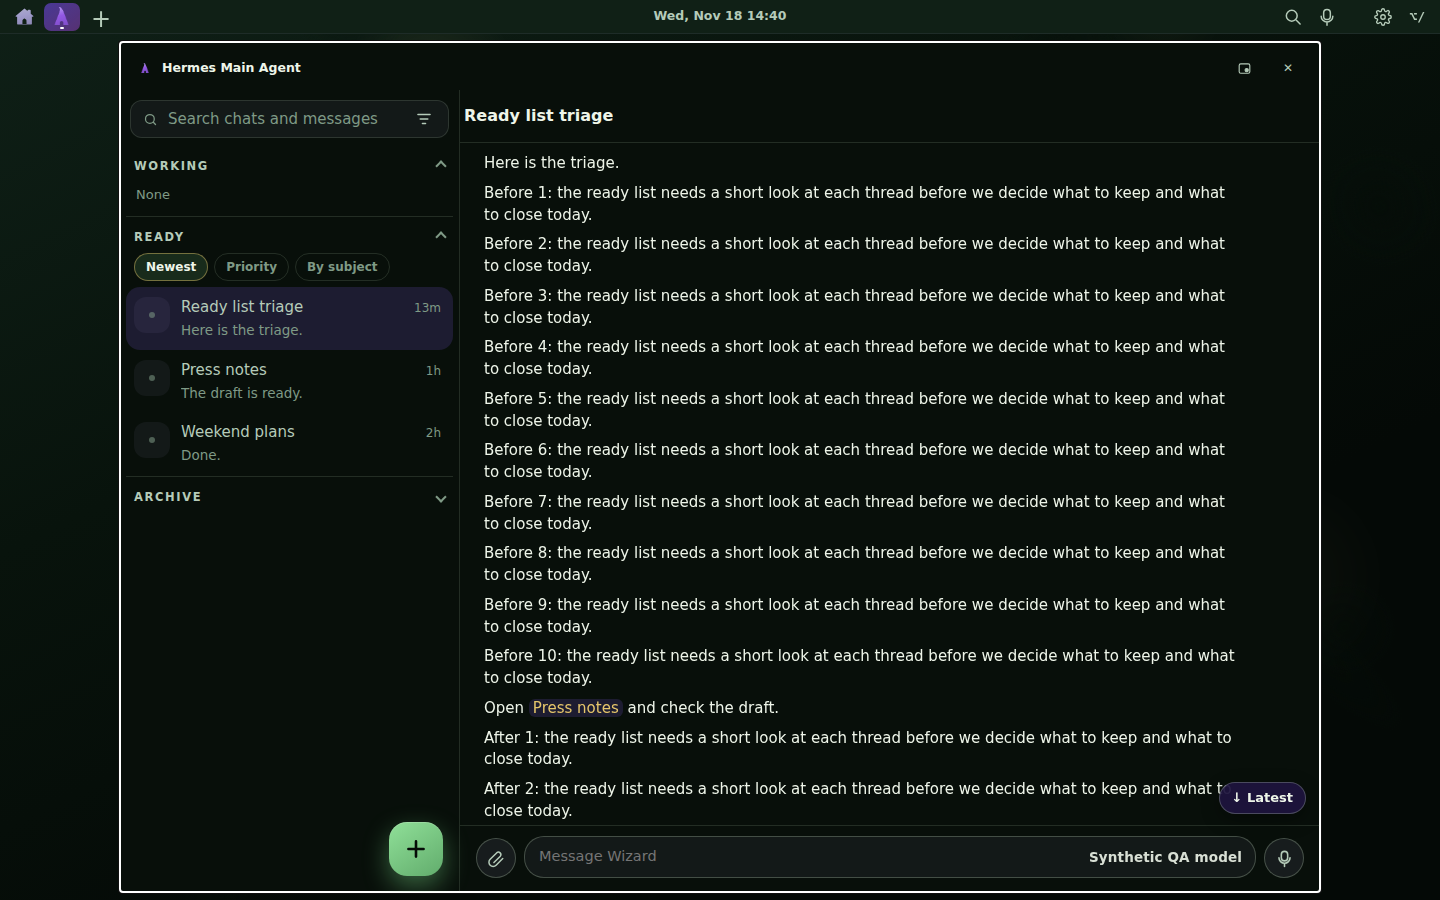 Wed, Nov 18 14:40
⌥/
Hermes Main Agent
✕
Search chats and messages
WORKING
None
READY
Newest
Priority
By subject
Ready list triage
13m
Here is the triage.
Press notes
1h
The draft is ready.
Weekend plans
2h
Done.
ARCHIVE
Ready list triage
Here is the triage.
Before 1: the ready list needs a short look at each thread before we decide what to keep and what
to close today.
Before 2: the ready list needs a short look at each thread before we decide what to keep and what
to close today.
Before 3: the ready list needs a short look at each thread before we decide what to keep and what
to close today.
Before 4: the ready list needs a short look at each thread before we decide what to keep and what
to close today.
Before 5: the ready list needs a short look at each thread before we decide what to keep and what
to close today.
Before 6: the ready list needs a short look at each thread before we decide what to keep and what
to close today.
Before 7: the ready list needs a short look at each thread before we decide what to keep and what
to close today.
Before 8: the ready list needs a short look at each thread before we decide what to keep and what
to close today.
Before 9: the ready list needs a short look at each thread before we decide what to keep and what
to close today.
Before 10: the ready list needs a short look at each thread before we decide what to keep and what
to close today.
Open Press notes and check the draft.
After 1: the ready list needs a short look at each thread before we decide what to keep and what to
close today.
After 2: the ready list needs a short look at each thread before we decide what to keep and what to
close today.
↓ Latest
Message Wizard
Synthetic QA model